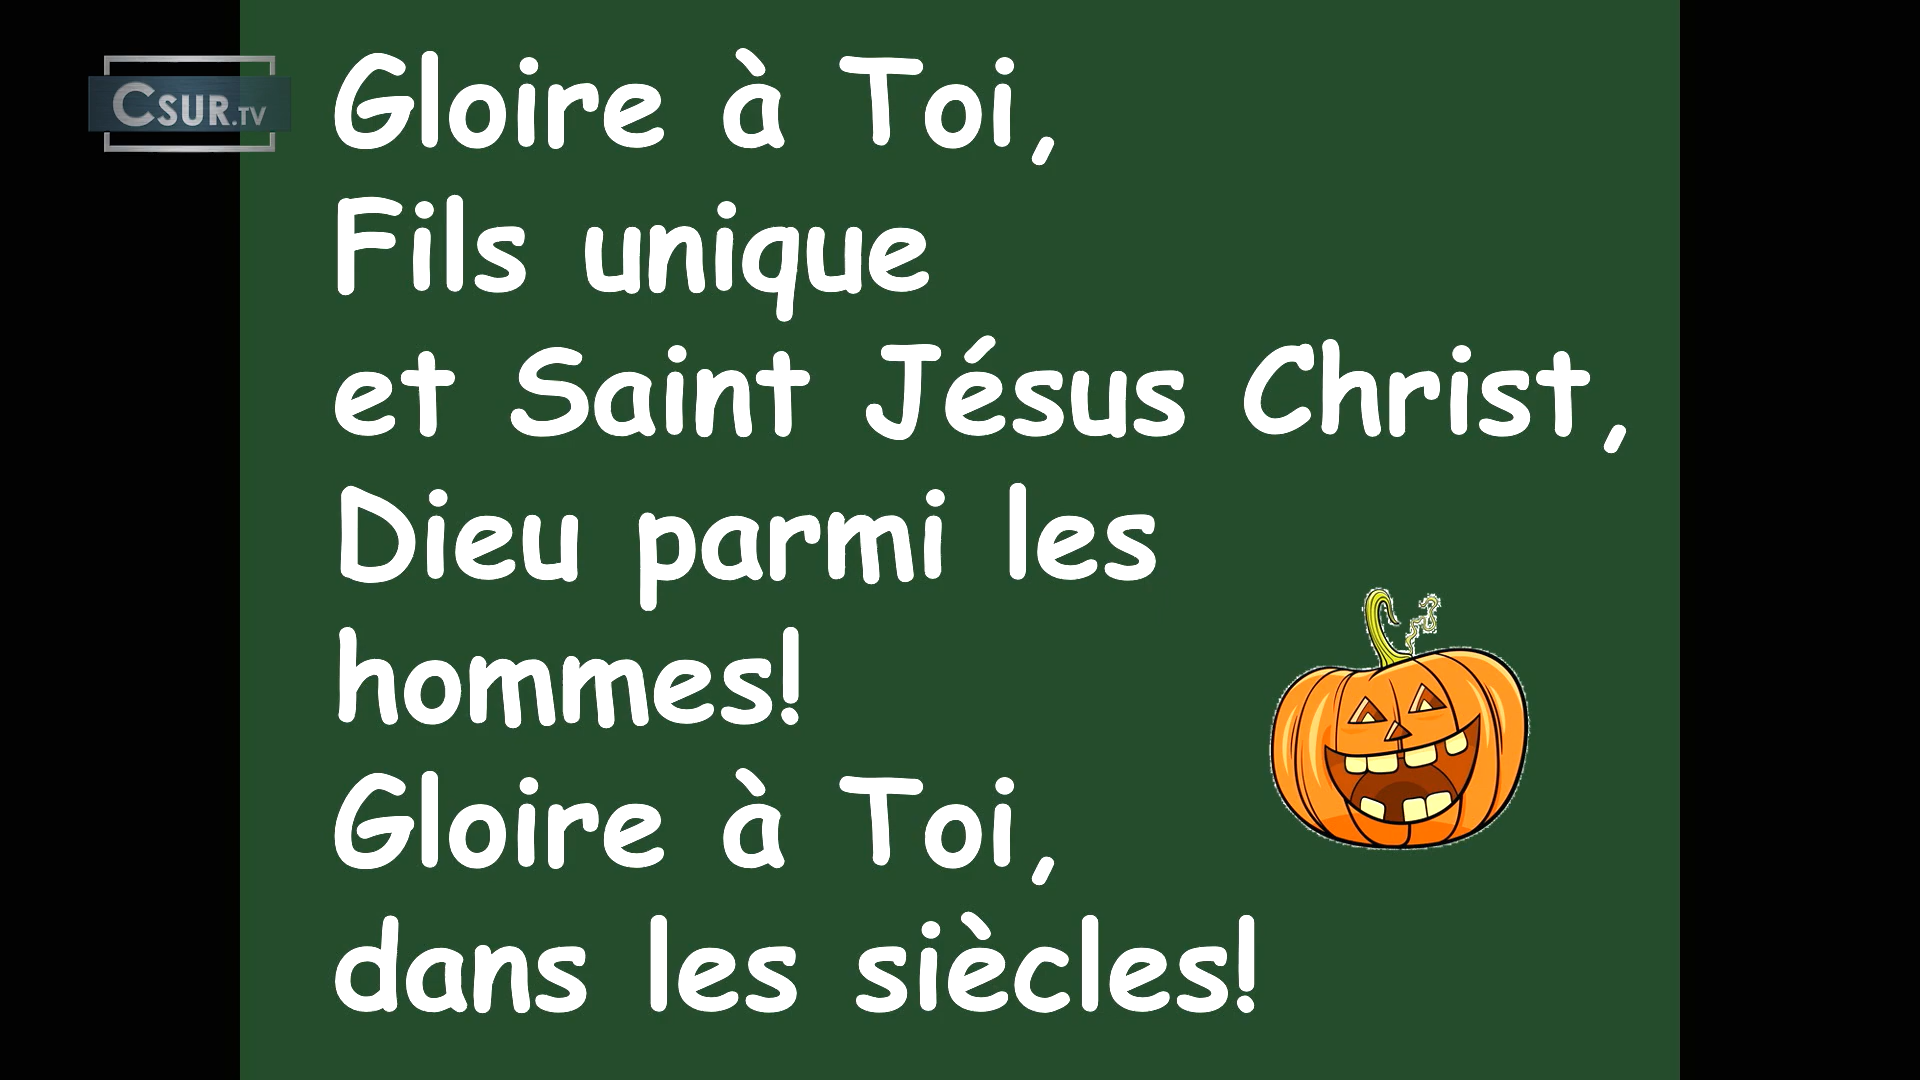 CSUR.TV
Gloire à Toi,
Fils unique
et Saint Jésus Christ,
Dieu parmi les
hommes!
Gloire à Toi,
dans les siècles!